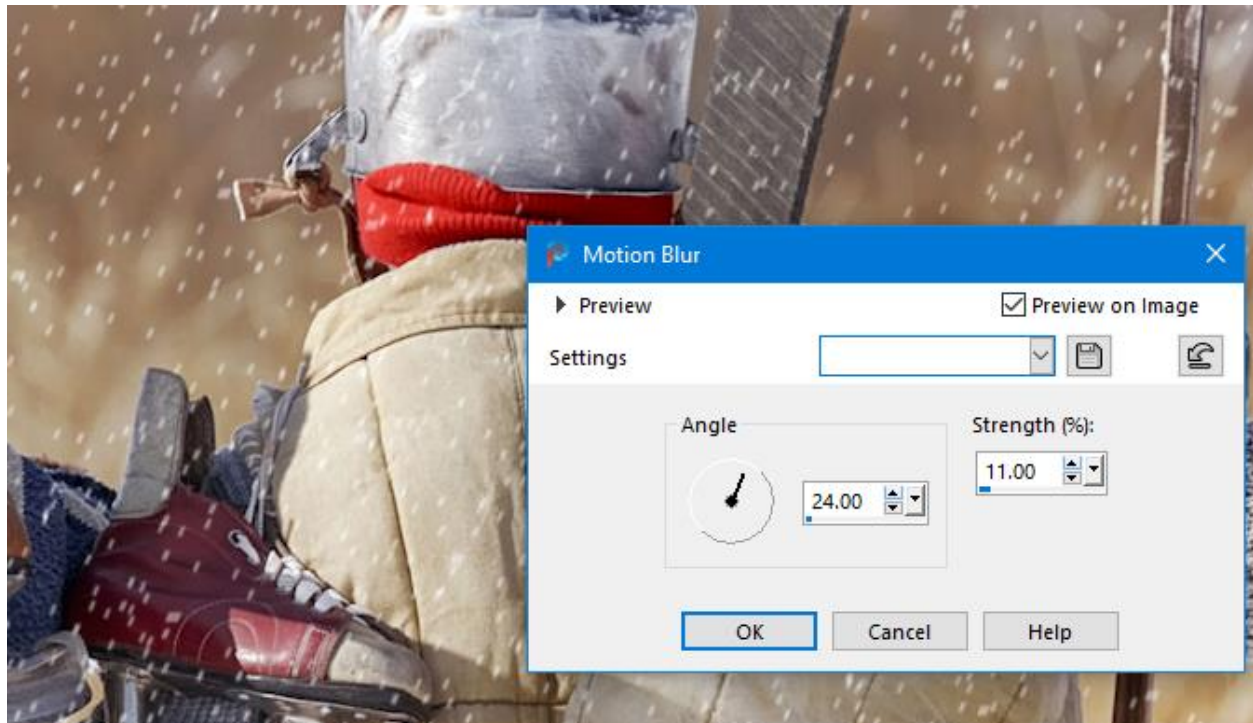 Motion Blur
Preview
Preview on Image
Settings
Angle
Strength (%):
24.00
11.00
OK
Cancel
Help